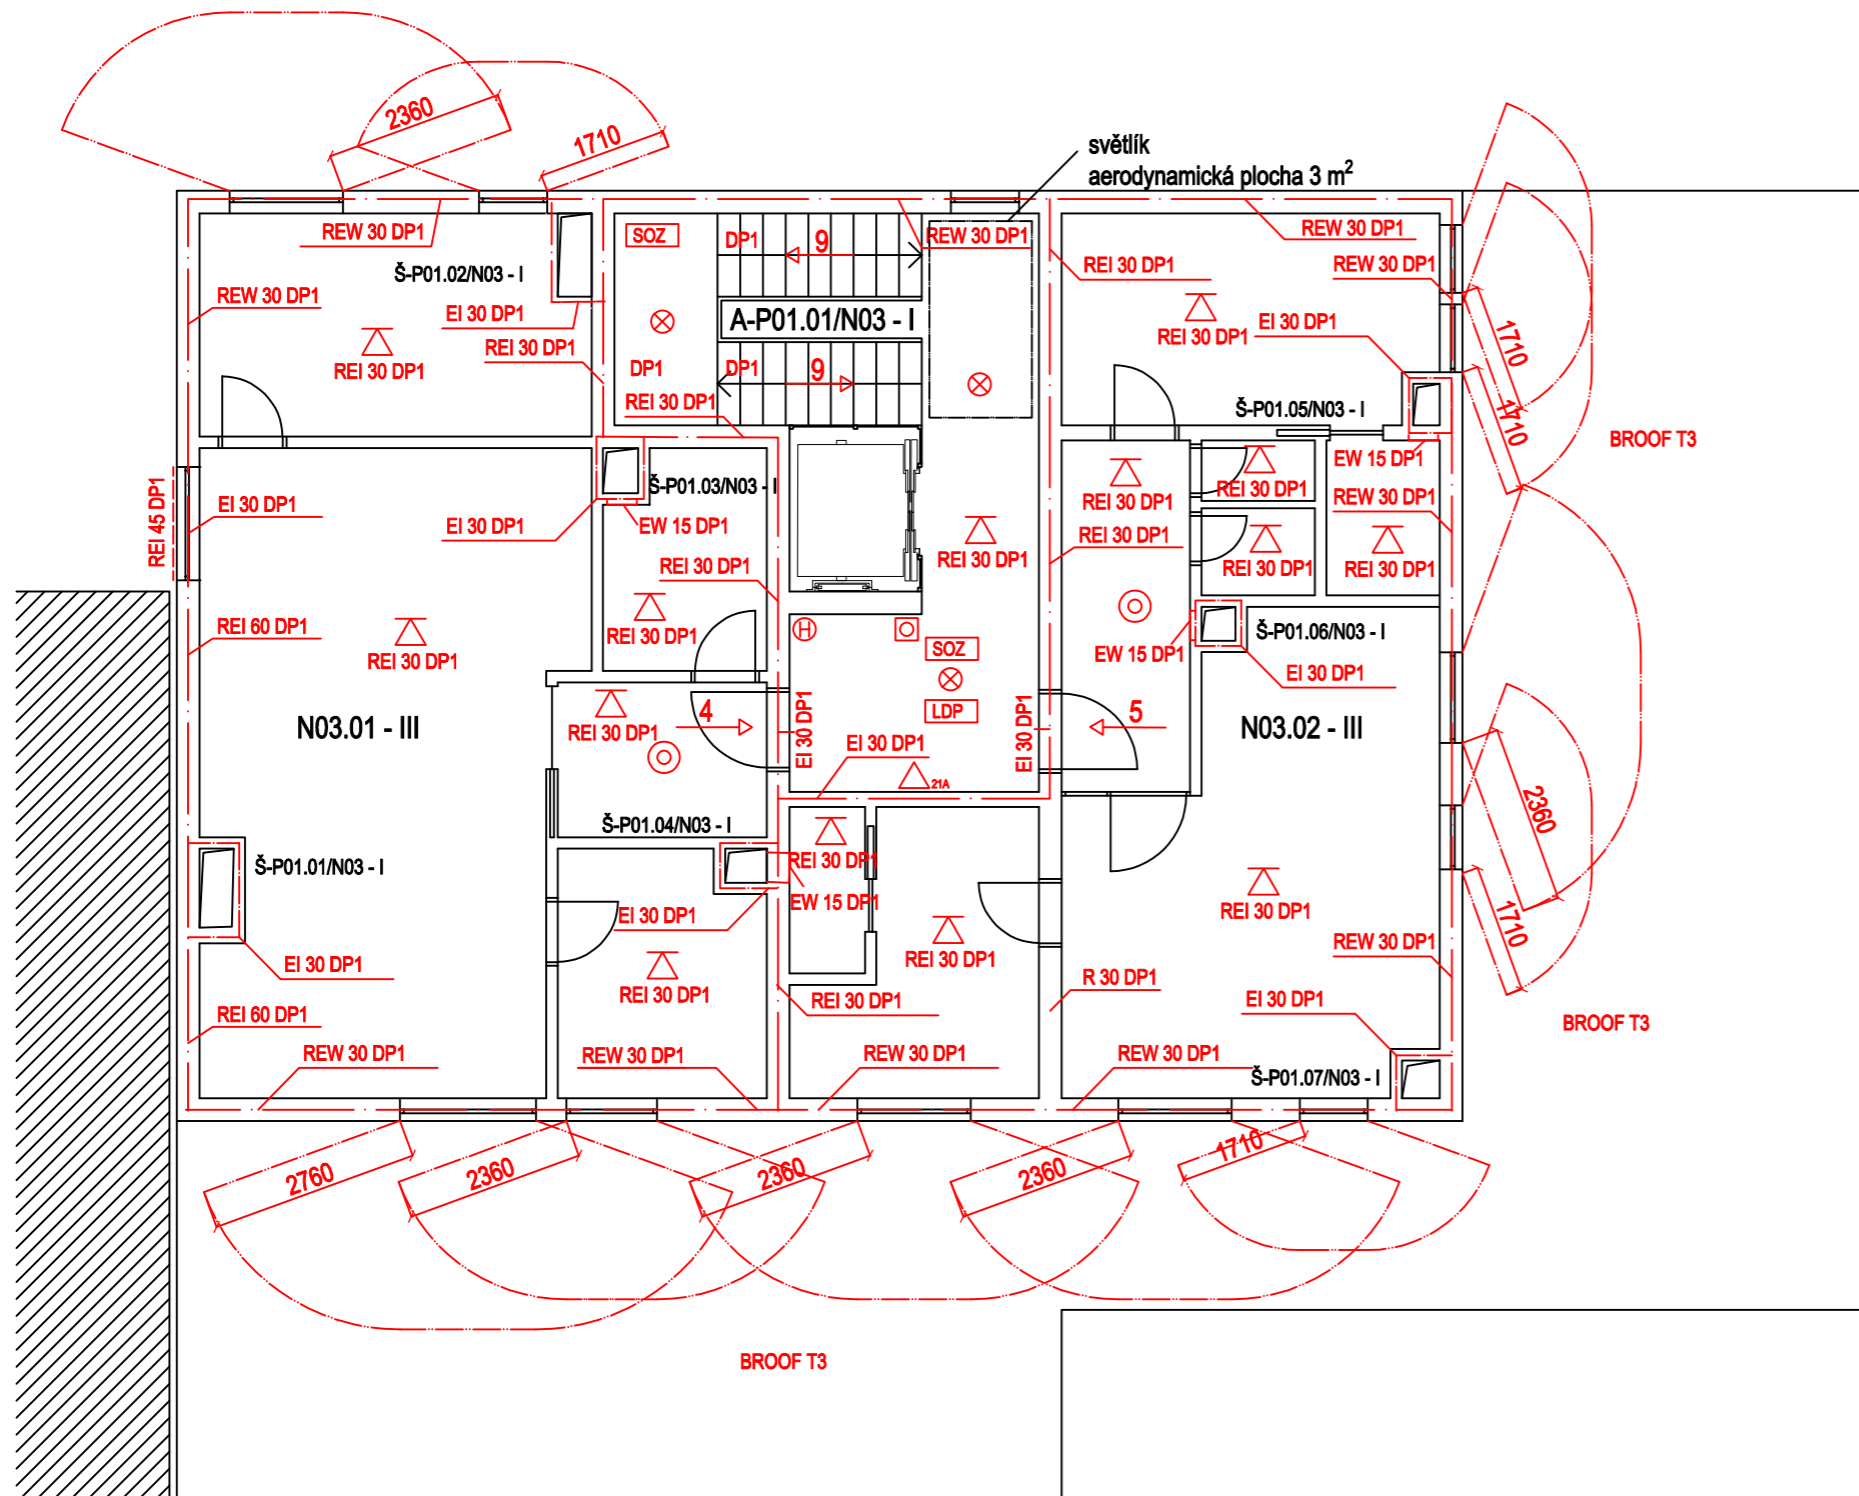 2360
1710
světlík
aerodynamická plocha 3 m²
REW 30 DP1
SOZ
DP1
9
REW 30 DP1
REW 30 DP1
Š-P01.02/N03 - I
REI 30 DP1
REW 30 DP1
REW 30 DP1
EI 30 DP1
A-P01.01/N03 - I
REI 30 DP1
EI 30 DP1
1710
REI 30 DP1
REI 30 DP1
DP1
DP1
9
REI 30 DP1
Š-P01.05/N03 - I
1710
BROOF T3
EW 15 DP1
REI 45 DP1
EI 30 DP1
Š-P01.03/N03 - I
REI 30 DP1
REI 30 DP1
REW 30 DP1
EI 30 DP1
EW 15 DP1
REI 30 DP1
REI 30 DP1
REI 30 DP1
REI 30 DP1
REI 30 DP1
REI 60 DP1
REI 30 DP1
REI 30 DP1
H
SOZ
EW 15 DP1
Š-P01.06/N03 - I
EI 30 DP1
N03.01 - III
REI 30 DP1
4
EI 30 DP1
LDP
EI 30 DP1
5
N03.02 - III
EI 30 DP1
21A
2360
Š-P01.04/N03 - I
Š-P01.01/N03 - I
REI 30 DP1
EW 15 DP1
EI 30 DP1
REI 30 DP1
1710
REW 30 DP1
EI 30 DP1
REI 30 DP1
REI 30 DP1
R 30 DP1
EI 30 DP1
REI 60 DP1
REI 30 DP1
BROOF T3
REW 30 DP1
REW 30 DP1
REW 30 DP1
REW 30 DP1
Š-P01.07/N03 - I
2760
2360
2360
2360
1710
BROOF T3